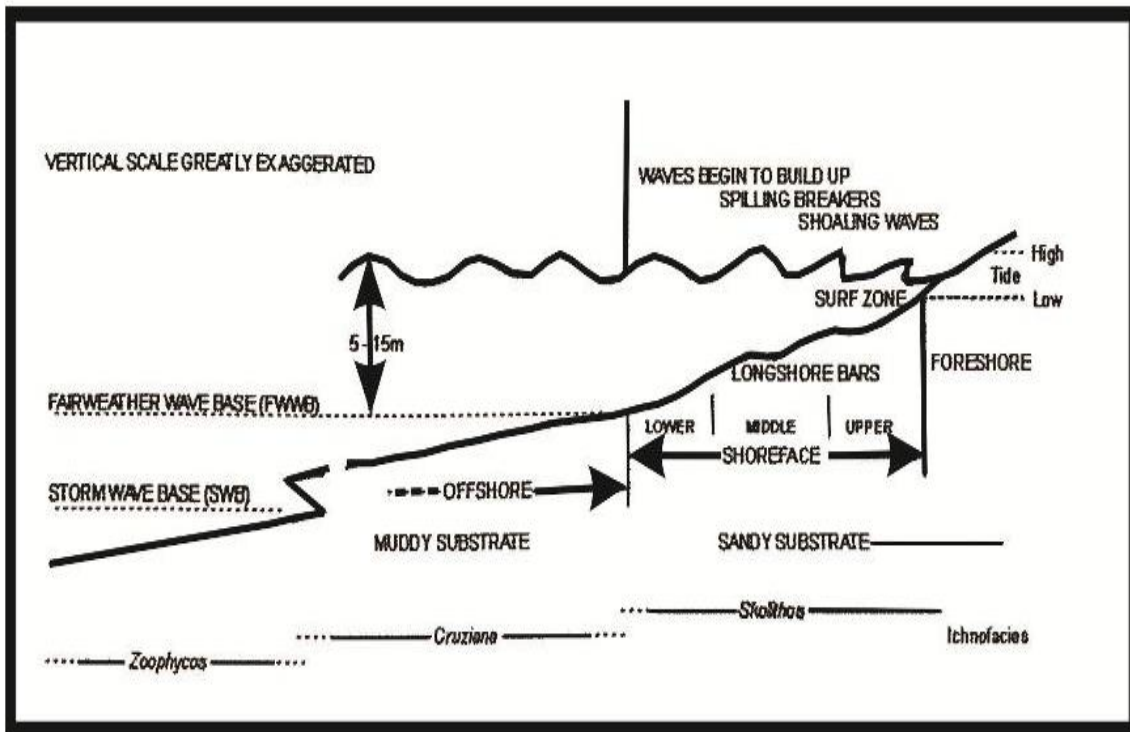 VERTICAL SCALE GREATLY EXAGGERATED
WAVES BEGIN TO BUILD UP
SPILLING BREAKERS
SHOALING WAVES
High
Tide
Low
SURF ZONE
5 - 15m
FORESHORE
LONGSHORE BARS
FAIRWEATHER WAVE BASE (FWWB)
LOWER
MIDDLE
UPPER
SHOREFACE
STORM WAVE BASE (SWB)
OFFSHORE
MUDDY SUBSTRATE
SANDY SUBSTRATE
Skolithos
Cruziana
Ichnofacies
Zoophycos